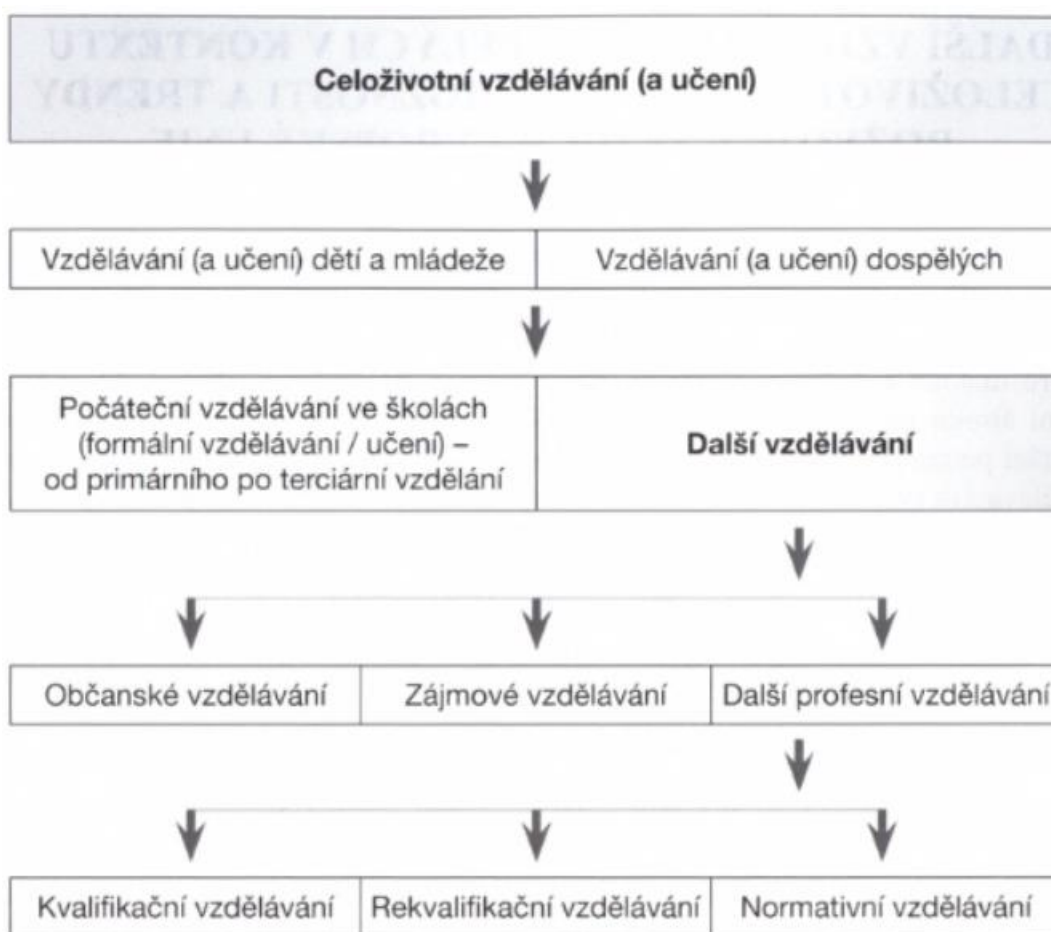 Celoživotní vzdělávání (a učení)
Vzdělávání (a učení) dětí a mládeže
Vzdělávání (a učení) dospělých
Počáteční vzdělávání ve školách
(formální vzdělávání / učení) –
od primárního po terciární vzdělání
Další vzdělávání
Občanské vzdělávání
Zájmové vzdělávání
Další profesní vzdělávání
Kvalifikační vzdělávání
Rekvalifikační vzdělávání
Normativní vzdělávání